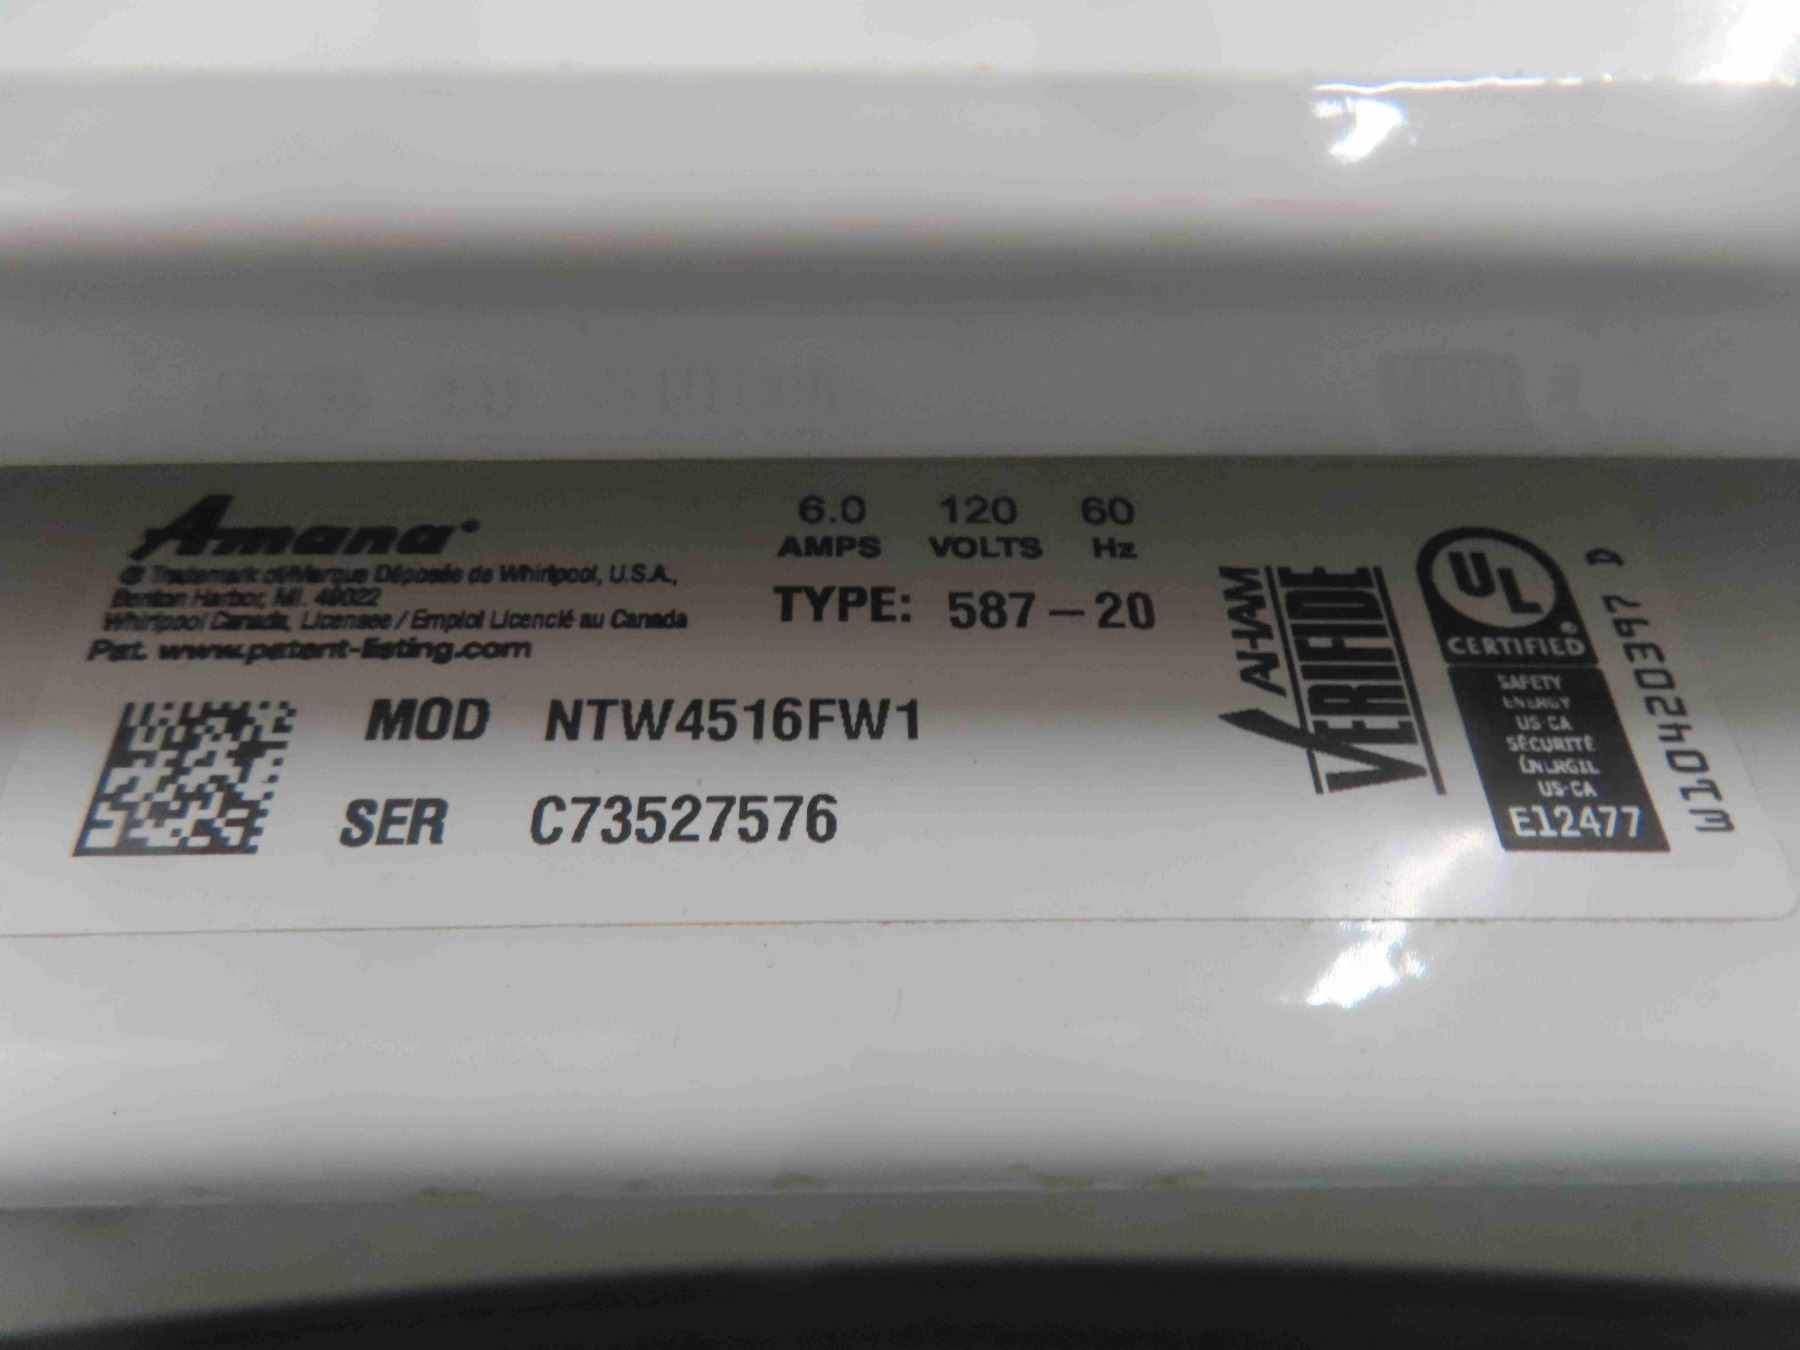 Amana
® Trademark of/Marque Déposée de Whirlpool, U.S.A.,
Benton Harbor, MI. 49022
Whirlpool Canada, Licensee / Emploi Licencié au Canada
Pat. www.patent-listing.com
6.0 120 60
AMPS VOLTS Hz
TYPE: 587-20
MOD NTW4516FW1
SER C73527576
AHAM
VERIFIDE
UL
CERTIFIED
SAFETY
ENERGY
US-CA
SÉCURITÉ
ÉNERGIE
US-CA
E12477
W10420397 D